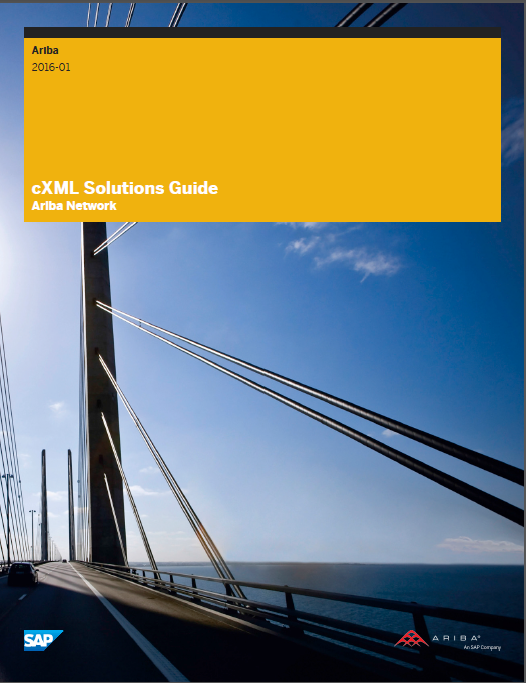 Ariba
2016-01
cXML Solutions Guide
Ariba Network
SAP
ARIBA®
An SAP Company